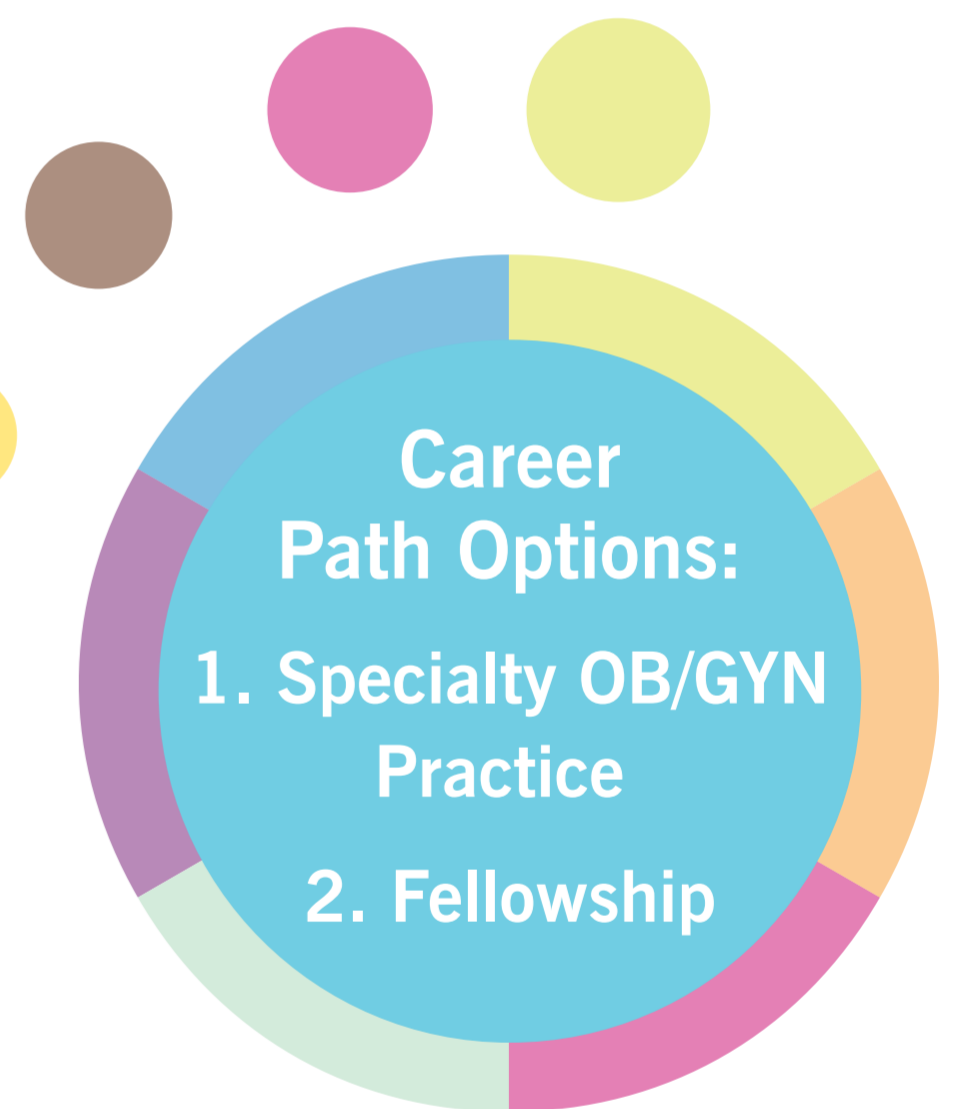 Career
Path Options:
1. Specialty OB/GYN
Practice
2. Fellowship